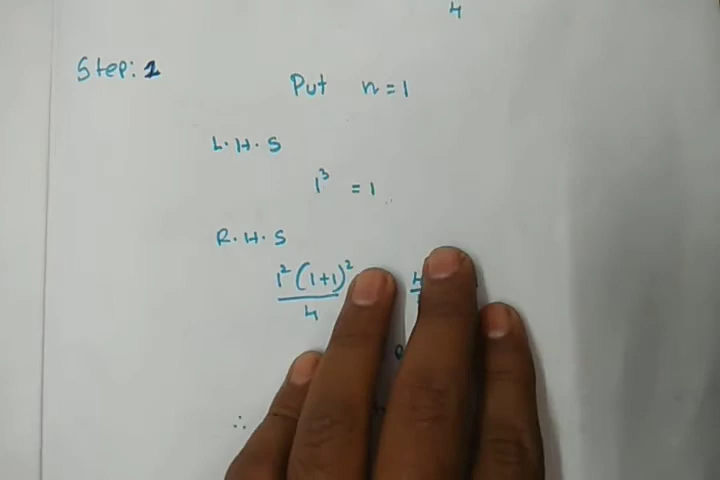 4
Step: 1
Put n = 1
L.H.S
1³ = 1
R.H.S
1² (1+1)²
4
∴